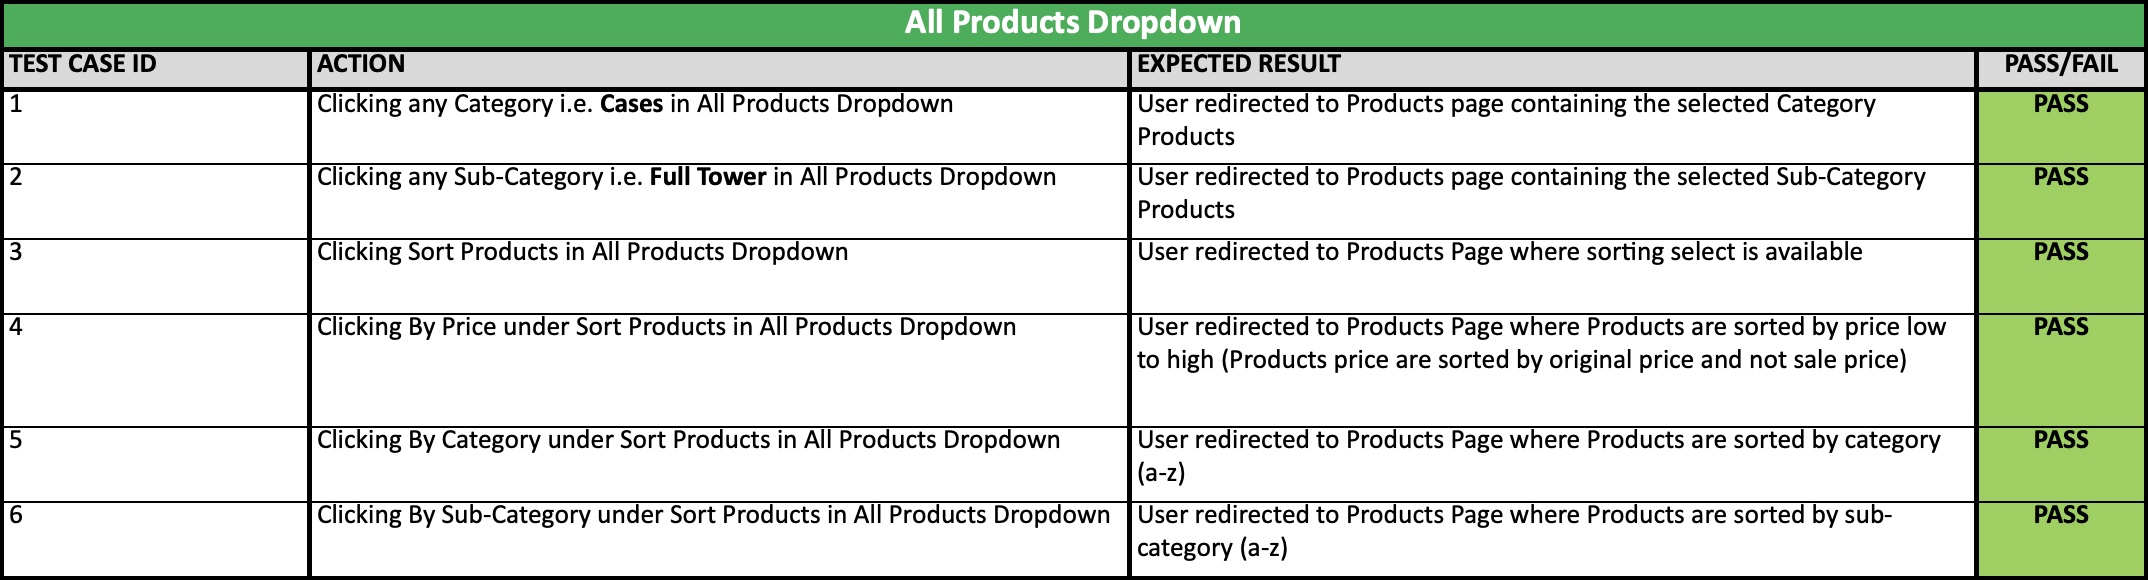 All Products Dropdown
TEST CASE ID ACTION EXPECTED RESULT PASS/FAIL
1 Clicking any Category i.e. Cases in All Products Dropdown User redirected to Products page containing the selected Category PASS
Products
2 Clicking any Sub-Category i.e. Full Tower in All Products Dropdown User redirected to Products page containing the selected Sub-Category PASS
Products
3 Clicking Sort Products in All Products Dropdown User redirected to Products Page where sorting select is available PASS
4 Clicking By Price under Sort Products in All Products Dropdown User redirected to Products Page where Products are sorted by price low PASS
to high (Products price are sorted by original price and not sale price)
5 Clicking By Category under Sort Products in All Products Dropdown User redirected to Products Page where Products are sorted by category PASS
(a-z)
6 Clicking By Sub-Category under Sort Products in All Products Dropdown User redirected to Products Page where Products are sorted by sub- PASS
category (a-z)